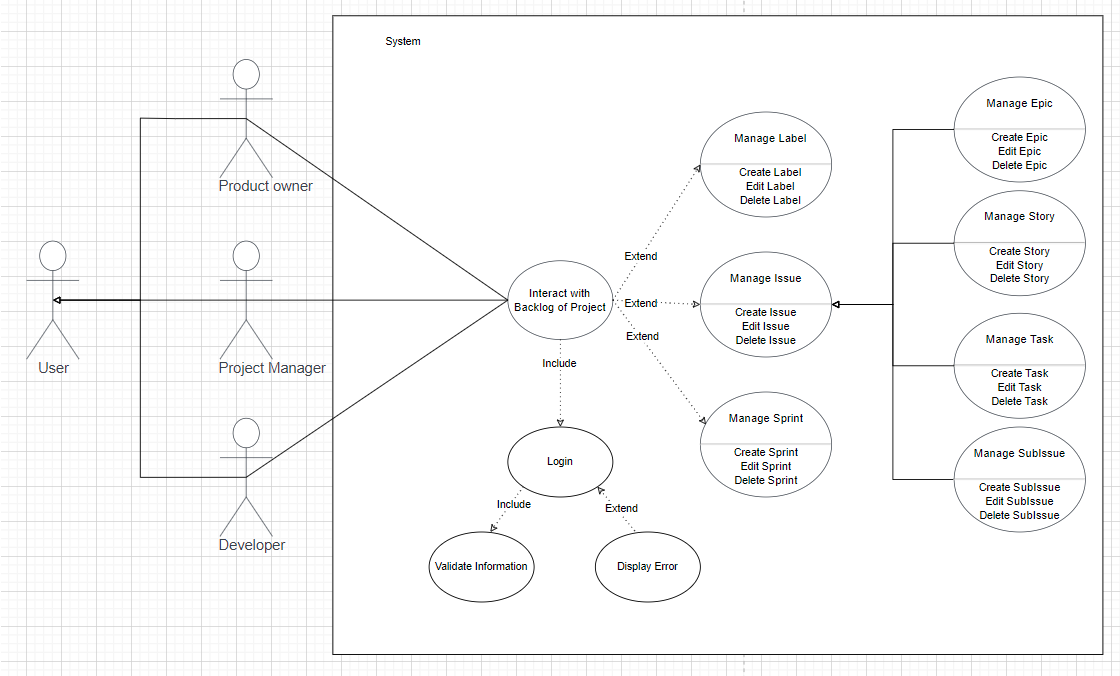 System
Product owner
User
Project Manager
Developer
Interact with
Backlog of Project
Extend
Extend
Extend
Include
Login
Include
Extend
Validate Information
Display Error
Manage Label
Create Label
Edit Label
Delete Label
Manage Issue
Create Issue
Edit Issue
Delete Issue
Manage Sprint
Create Sprint
Edit Sprint
Delete Sprint
Manage Epic
Create Epic
Edit Epic
Delete Epic
Manage Story
Create Story
Edit Story
Delete Story
Manage Task
Create Task
Edit Task
Delete Task
Manage SubIssue
Create SubIssue
Edit SubIssue
Delete SubIssue